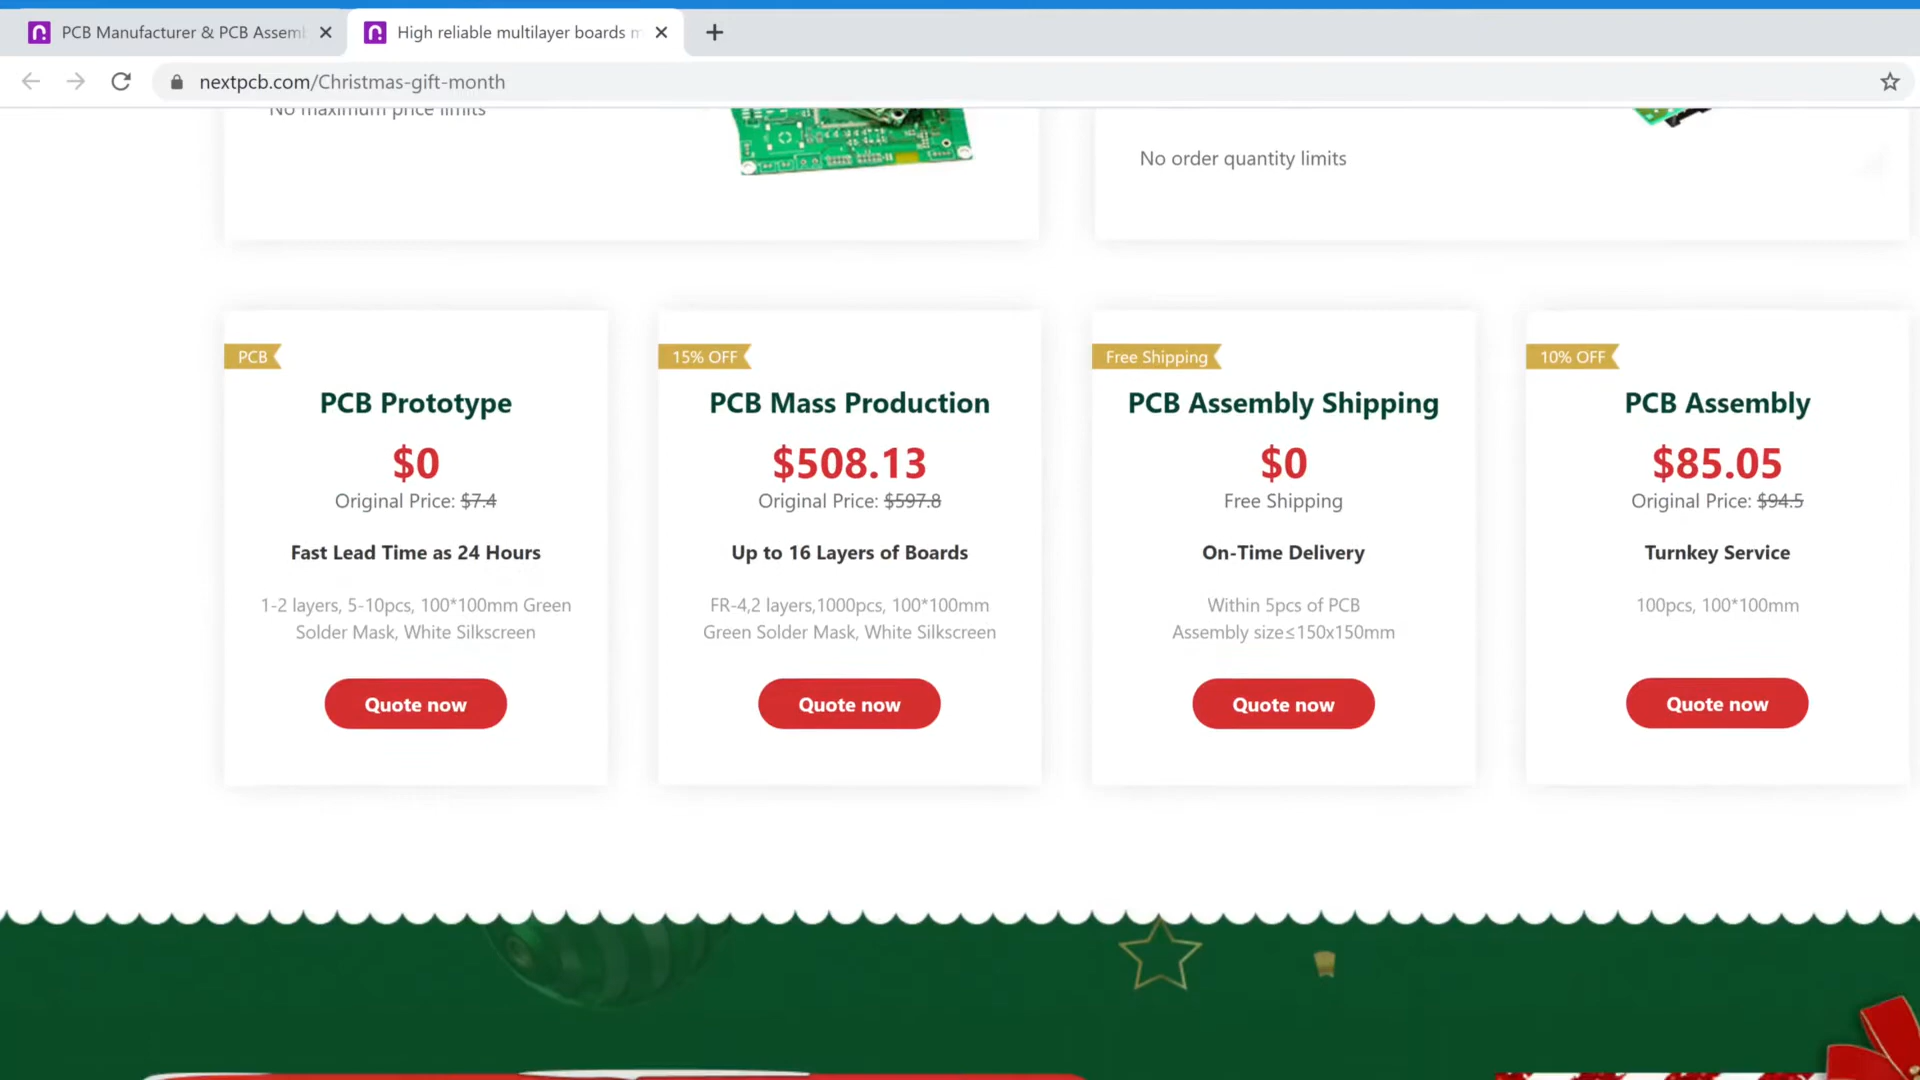 PCB Manufacturer & PCB Assem
High reliable multilayer boards m
nextpcb.com/Christmas-gift-month
No maximum price limits
No order quantity limits
PCB
PCB Prototype
$0
Original Price: $7.4
Fast Lead Time as 24 Hours
1-2 layers, 5-10pcs, 100*100mm Green
Solder Mask, White Silkscreen
Quote now
15% OFF
PCB Mass Production
$508.13
Original Price: $597.8
Up to 16 Layers of Boards
FR-4,2 layers,1000pcs, 100*100mm
Green Solder Mask, White Silkscreen
Quote now
Free Shipping
PCB Assembly Shipping
$0
Free Shipping
On-Time Delivery
Within 5pcs of PCB
Assembly size≤150x150mm
Quote now
10% OFF
PCB Assembly
$85.05
Original Price: $94.5
Turnkey Service
100pcs, 100*100mm
Quote now